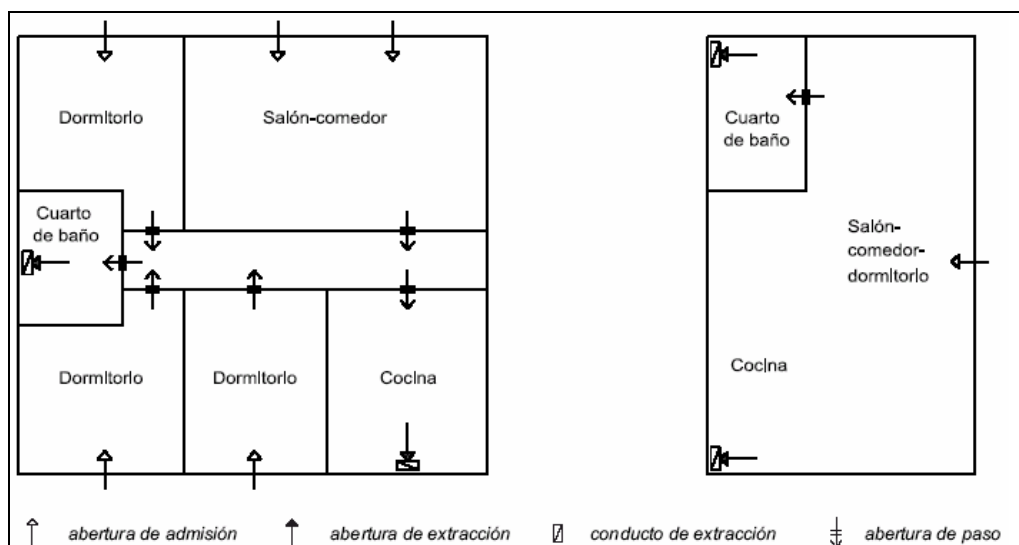 Dormitorio
Salón-comedor
Cuarto
de baño
Dormitorio
Dormitorio
Cocina
Cuarto
de baño
Salón-
comedor-
dormitorio
Cocina
abertura de admisión
abertura de extracción
conducto de extracción
abertura de paso